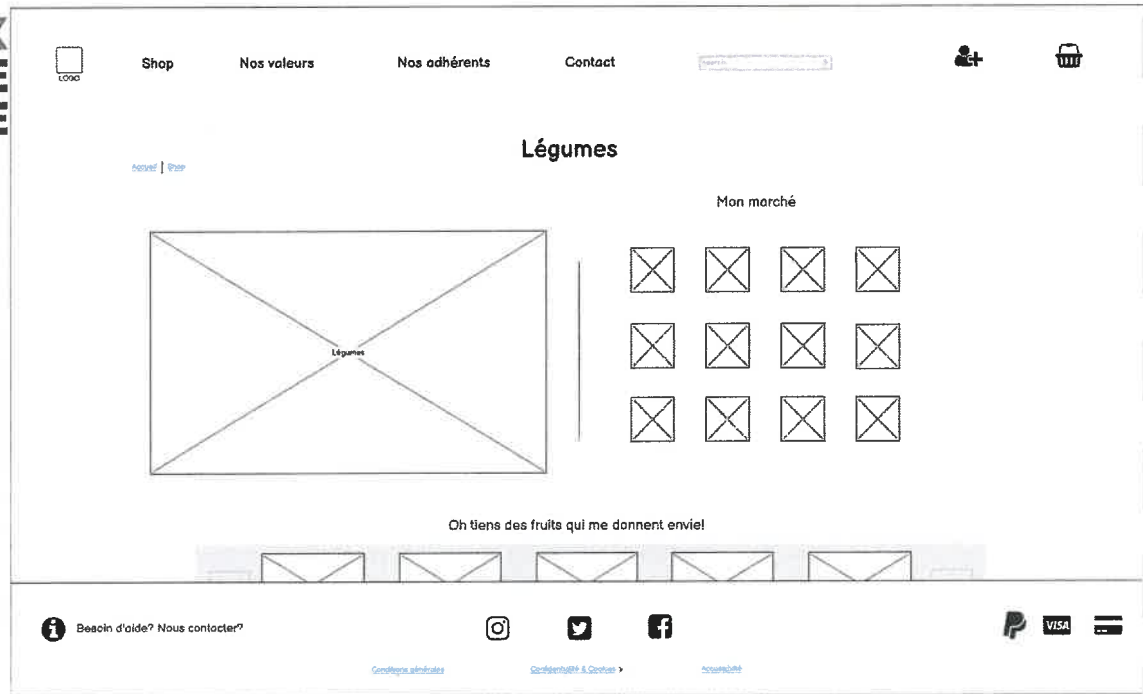 LOGO
Shop Nos valeurs Nos adhérents Contact Search
Légumes
Accueil | Shop
Mon marché
Légumes
Oh tiens des fruits qui me donnent envie!
Besoin d'aide? Nous contacter?
VISA
Conditions générales Confidentialité & Cookies > Accessibilité